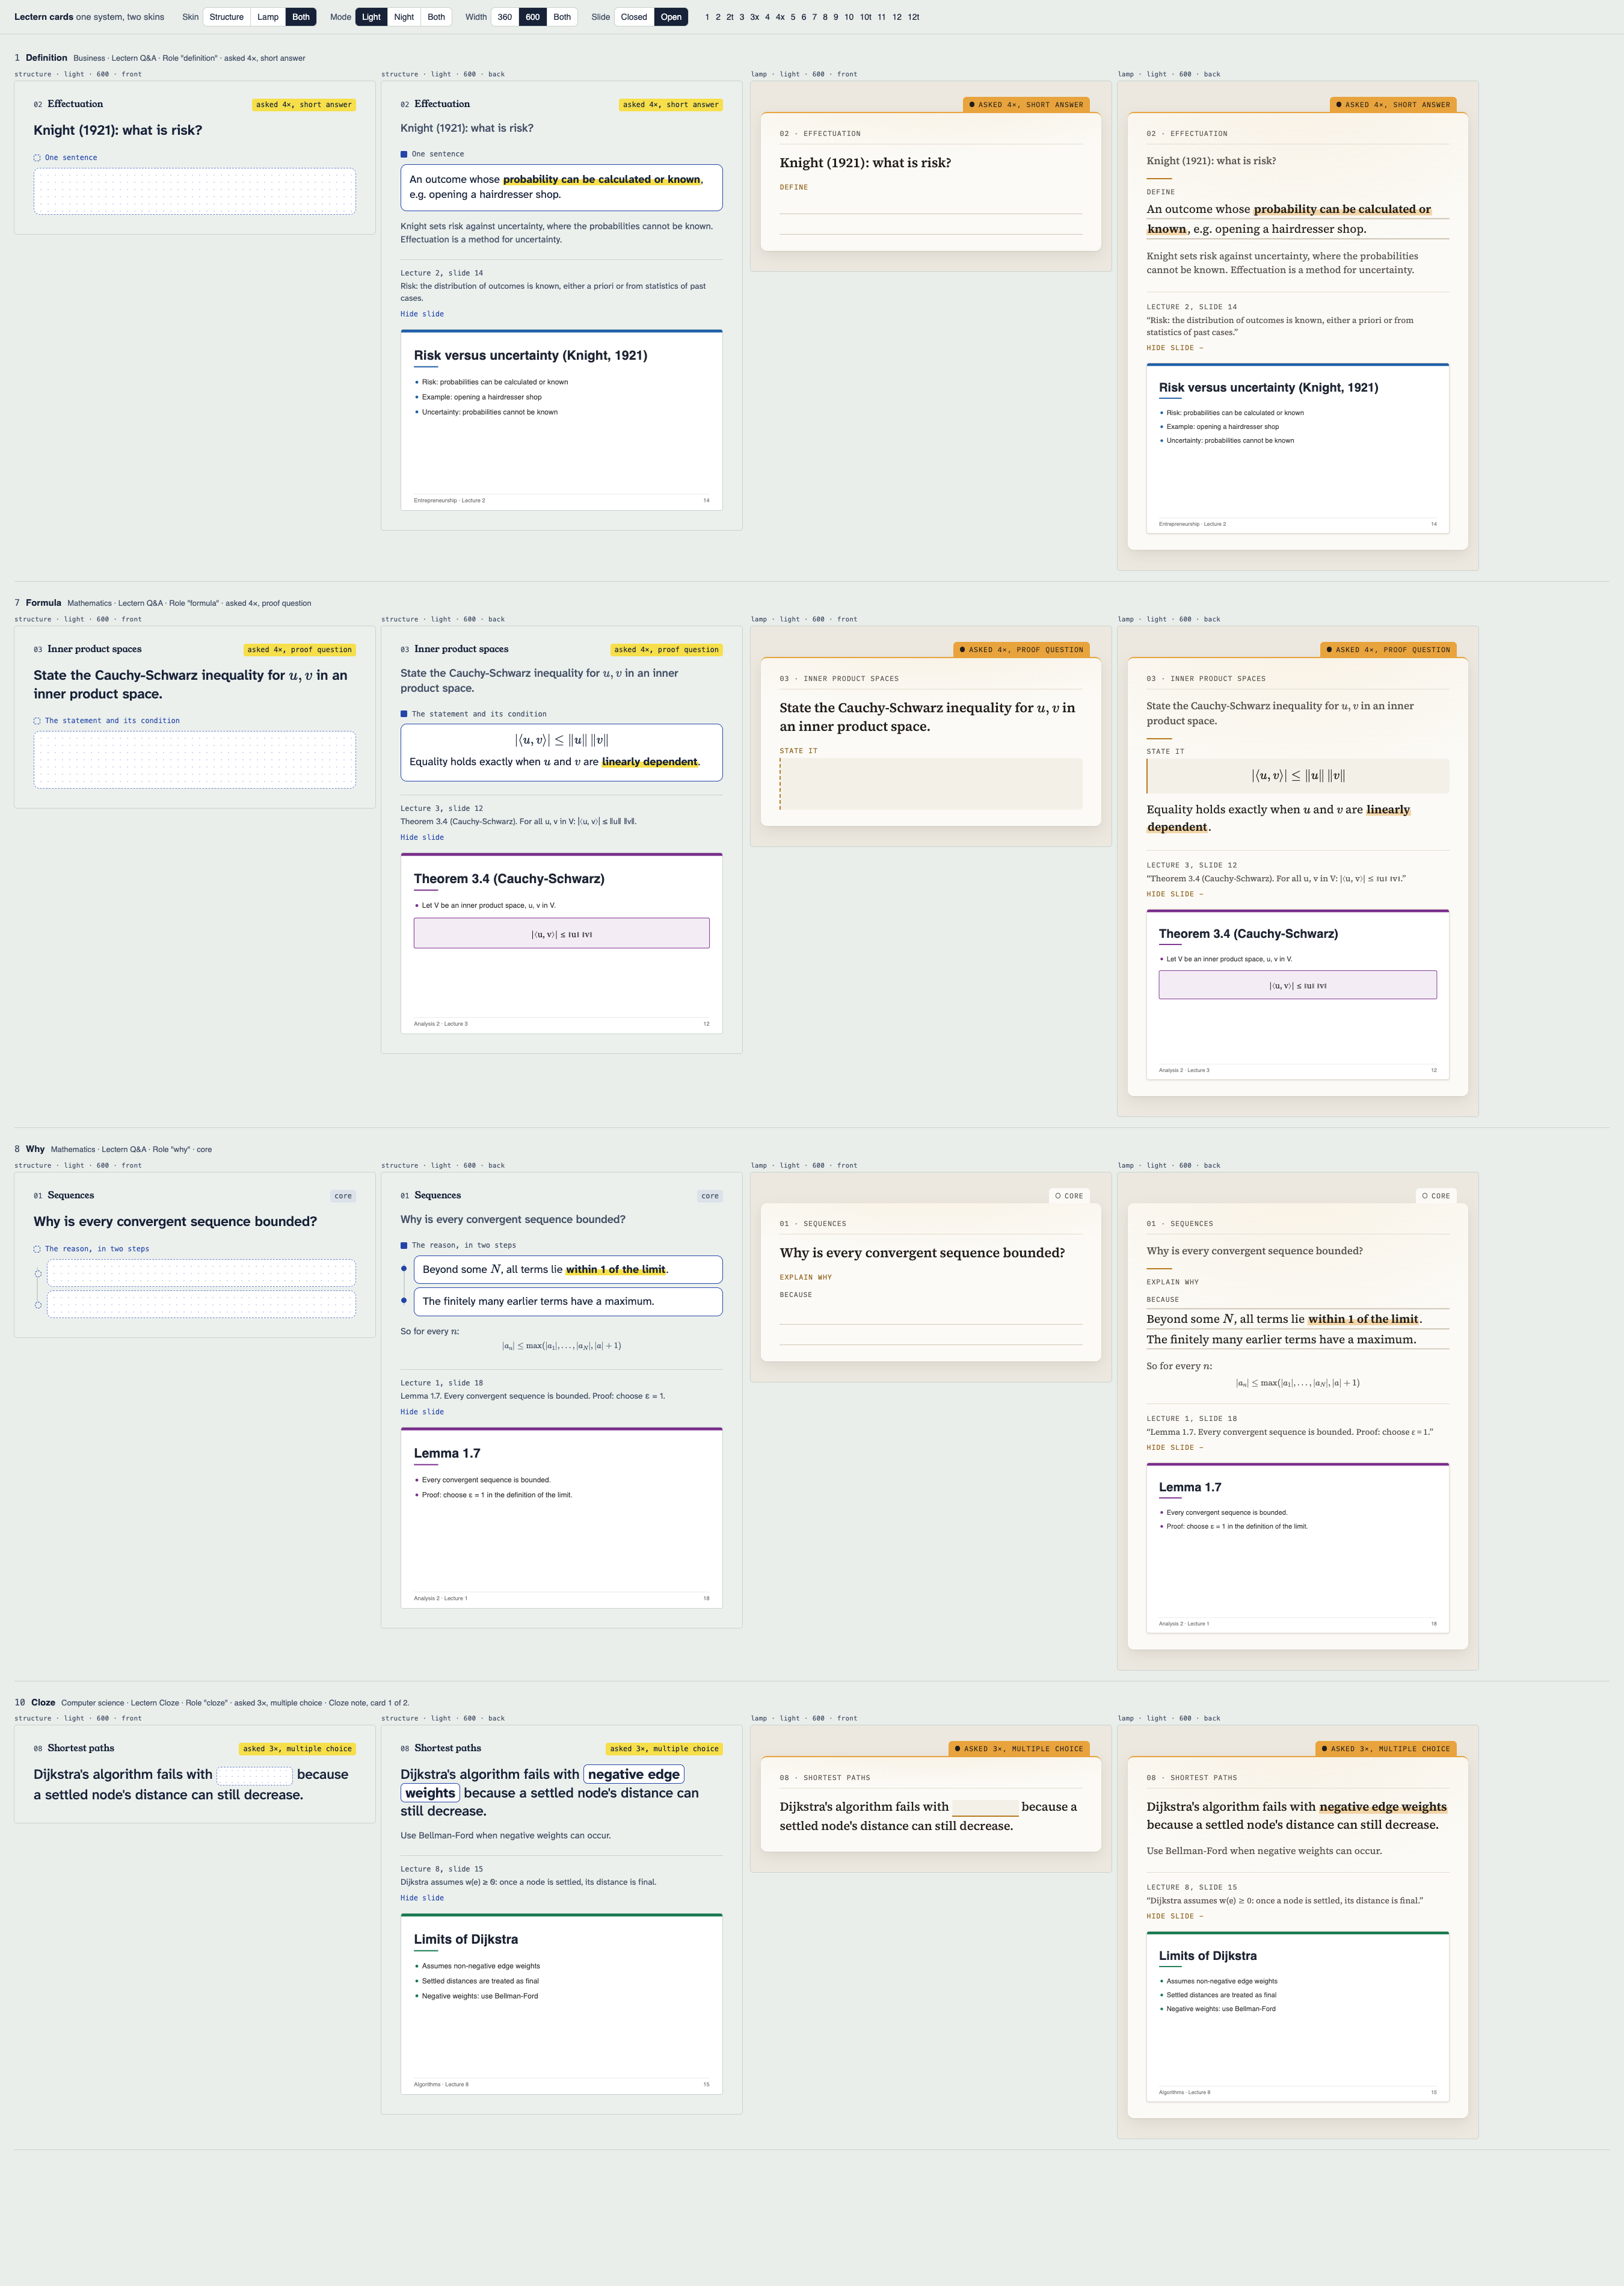 Lectern cards one system, two skins Skin Structure Lamp Both Mode Light Night Both Width 360 600 Both Slide Closed Open 1 2 2t 3 3x 4 4x 5 6 7 8 9 10 10t 11 12 12t
1 Definition Business · Lectern Q&A · Role "definition" · asked 4×, short answer
structure · light · 600 · front
02 Effectuation asked 4×, short answer
Knight (1921): what is risk?
One sentence
structure · light · 600 · back
02 Effectuation asked 4×, short answer
Knight (1921): what is risk?
One sentence
An outcome whose probability can be calculated or known,
e.g. opening a hairdresser shop.
Knight sets risk against uncertainty, where the probabilities cannot be known.
Effectuation is a method for uncertainty.
Lecture 2, slide 14
Risk: the distribution of outcomes is known, either a priori or from statistics of past
cases.
Hide slide
Risk versus uncertainty (Knight, 1921)
Risk: probabilities can be calculated or known
Example: opening a hairdresser shop
Uncertainty: probabilities cannot be known
Entrepreneurship · Lecture 2 14
lamp · light · 600 · front
ASKED 4×, SHORT ANSWER
02 · EFFECTUATION
Knight (1921): what is risk?
DEFINE
lamp · light · 600 · back
ASKED 4×, SHORT ANSWER
02 · EFFECTUATION
Knight (1921): what is risk?
DEFINE
An outcome whose probability can be calculated or
known, e.g. opening a hairdresser shop.
Knight sets risk against uncertainty, where the probabilities
cannot be known. Effectuation is a method for uncertainty.
LECTURE 2, SLIDE 14
“Risk: the distribution of outcomes is known, either a priori or from
statistics of past cases.”
HIDE SLIDE −
Risk versus uncertainty (Knight, 1921)
Risk: probabilities can be calculated or known
Example: opening a hairdresser shop
Uncertainty: probabilities cannot be known
Entrepreneurship · Lecture 2 14
7 Formula Mathematics · Lectern Q&A · Role "formula" · asked 4×, proof question
structure · light · 600 · front
03 Inner product spaces asked 4×, proof question
State the Cauchy-Schwarz inequality for u, v in an
inner product space.
The statement and its condition
structure · light · 600 · back
03 Inner product spaces asked 4×, proof question
State the Cauchy-Schwarz inequality for u, v in an inner
product space.
The statement and its condition
|⟨u, v⟩| ≤ ‖u‖ ‖v‖
Equality holds exactly when u and v are linearly dependent.
Lecture 3, slide 12
Theorem 3.4 (Cauchy-Schwarz). For all u, v in V: |⟨u, v⟩| ≤ ‖u‖ ‖v‖.
Hide slide
Theorem 3.4 (Cauchy-Schwarz)
Let V be an inner product space, u, v in V.
|⟨u, v⟩| ≤ ‖u‖ ‖v‖
Analysis 2 · Lecture 3 12
lamp · light · 600 · front
ASKED 4×, PROOF QUESTION
03 · INNER PRODUCT SPACES
State the Cauchy-Schwarz inequality for u, v in
an inner product space.
STATE IT
lamp · light · 600 · back
ASKED 4×, PROOF QUESTION
03 · INNER PRODUCT SPACES
State the Cauchy-Schwarz inequality for u, v in an inner
product space.
STATE IT
|⟨u, v⟩| ≤ ‖u‖ ‖v‖
Equality holds exactly when u and v are linearly
dependent.
LECTURE 3, SLIDE 12
“Theorem 3.4 (Cauchy-Schwarz). For all u, v in V: |⟨u, v⟩| ≤ ‖u‖ ‖v‖.”
HIDE SLIDE −
Theorem 3.4 (Cauchy-Schwarz)
Let V be an inner product space, u, v in V.
|⟨u, v⟩| ≤ ‖u‖ ‖v‖
Analysis 2 · Lecture 3 12
8 Why Mathematics · Lectern Q&A · Role "why" · core
structure · light · 600 · front
01 Sequences core
Why is every convergent sequence bounded?
The reason, in two steps
structure · light · 600 · back
01 Sequences core
Why is every convergent sequence bounded?
The reason, in two steps
Beyond some N, all terms lie within 1 of the limit.
The finitely many earlier terms have a maximum.
So for every n:
|aₙ| ≤ max(|a₁|, . . . , |a_N|, |a| + 1)
Lecture 1, slide 18
Lemma 1.7. Every convergent sequence is bounded. Proof: choose ε = 1.
Hide slide
Lemma 1.7
Every convergent sequence is bounded.
Proof: choose ε = 1 in the definition of the limit.
Analysis 2 · Lecture 1 18
lamp · light · 600 · front
CORE
01 · SEQUENCES
Why is every convergent sequence bounded?
EXPLAIN WHY
BECAUSE
lamp · light · 600 · back
CORE
01 · SEQUENCES
Why is every convergent sequence bounded?
EXPLAIN WHY
BECAUSE
Beyond some N, all terms lie within 1 of the limit.
The finitely many earlier terms have a maximum.
So for every n:
|aₙ| ≤ max(|a₁|, . . . , |a_N|, |a| + 1)
LECTURE 1, SLIDE 18
“Lemma 1.7. Every convergent sequence is bounded. Proof: choose ε = 1.”
HIDE SLIDE −
Lemma 1.7
Every convergent sequence is bounded.
Proof: choose ε = 1 in the definition of the limit.
Analysis 2 · Lecture 1 18
10 Cloze Computer science · Lectern Cloze · Role "cloze" · asked 3×, multiple choice · Cloze note, card 1 of 2.
structure · light · 600 · front
08 Shortest paths asked 3×, multiple choice
Dijkstra's algorithm fails with because
a settled node's distance can still decrease.
structure · light · 600 · back
08 Shortest paths asked 3×, multiple choice
Dijkstra's algorithm fails with negative edge
weights because a settled node's distance can
still decrease.
Use Bellman-Ford when negative weights can occur.
Lecture 8, slide 15
Dijkstra assumes w(e) ≥ 0: once a node is settled, its distance is final.
Hide slide
Limits of Dijkstra
Assumes non-negative edge weights
Settled distances are treated as final
Negative weights: use Bellman-Ford
Algorithms · Lecture 8 15
lamp · light · 600 · front
ASKED 3×, MULTIPLE CHOICE
08 · SHORTEST PATHS
Dijkstra's algorithm fails with because a
settled node's distance can still decrease.
lamp · light · 600 · back
ASKED 3×, MULTIPLE CHOICE
08 · SHORTEST PATHS
Dijkstra's algorithm fails with negative edge weights
because a settled node's distance can still decrease.
Use Bellman-Ford when negative weights can occur.
LECTURE 8, SLIDE 15
“Dijkstra assumes w(e) ≥ 0: once a node is settled, its distance is final.”
HIDE SLIDE −
Limits of Dijkstra
Assumes non-negative edge weights
Settled distances are treated as final
Negative weights: use Bellman-Ford
Algorithms · Lecture 8 15